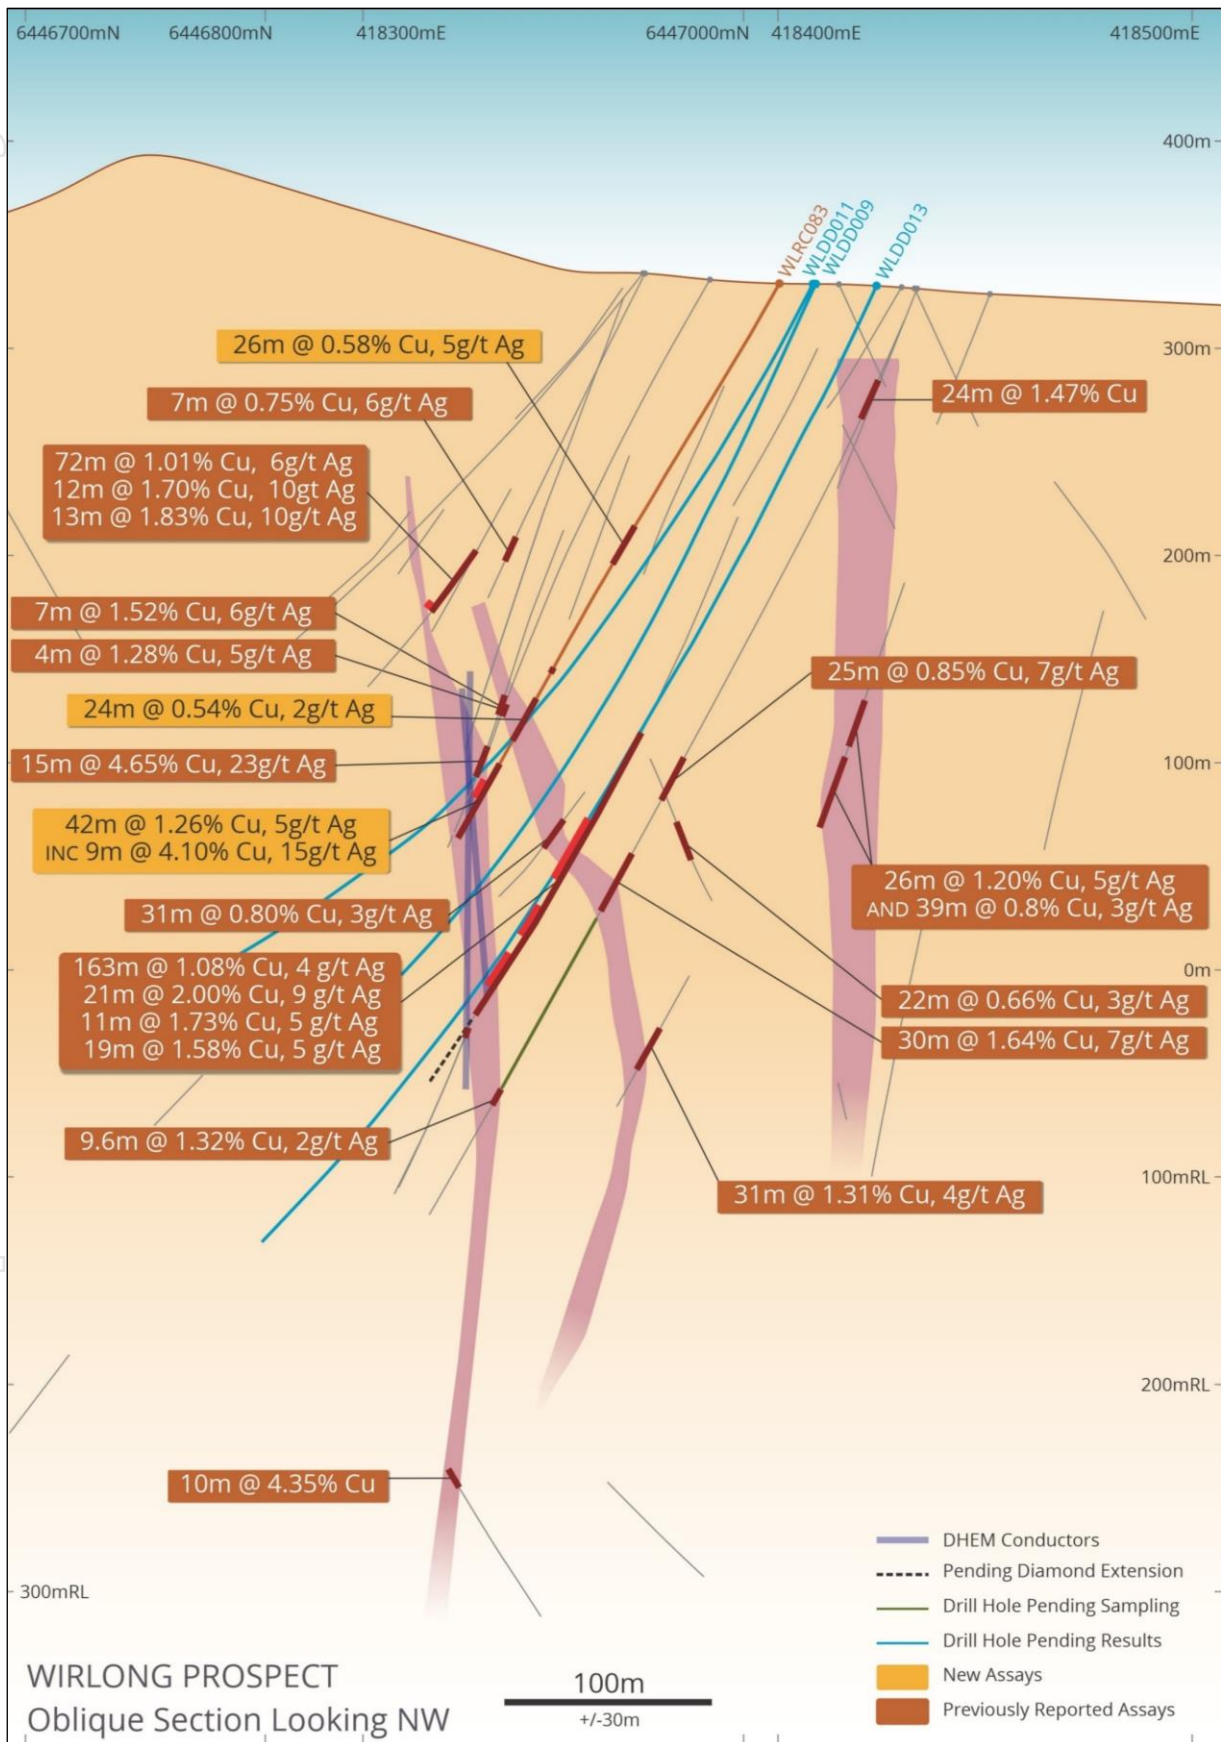 6446700mN 6446800mN 418300mE 6447000mN 418400mE 418500mE
400m
WLRC083
WLDD011
WLDD009
WLDD013
26m @ 0.58% Cu, 5g/t Ag
300m
7m @ 0.75% Cu, 6g/t Ag
24m @ 1.47% Cu
72m @ 1.01% Cu, 6g/t Ag
12m @ 1.70% Cu, 10gt Ag
13m @ 1.83% Cu, 10g/t Ag
200m
7m @ 1.52% Cu, 6g/t Ag
4m @ 1.28% Cu, 5g/t Ag
25m @ 0.85% Cu, 7g/t Ag
24m @ 0.54% Cu, 2g/t Ag
15m @ 4.65% Cu, 23g/t Ag
100m
42m @ 1.26% Cu, 5g/t Ag
INC 9m @ 4.10% Cu, 15g/t Ag
26m @ 1.20% Cu, 5g/t Ag
AND 39m @ 0.8% Cu, 3g/t Ag
31m @ 0.80% Cu, 3g/t Ag
0m
163m @ 1.08% Cu, 4 g/t Ag
21m @ 2.00% Cu, 9 g/t Ag
11m @ 1.73% Cu, 5 g/t Ag
19m @ 1.58% Cu, 5 g/t Ag
22m @ 0.66% Cu, 3g/t Ag
30m @ 1.64% Cu, 7g/t Ag
9.6m @ 1.32% Cu, 2g/t Ag
100mRL
31m @ 1.31% Cu, 4g/t Ag
200mRL
10m @ 4.35% Cu
300mRL
DHEM Conductors
Pending Diamond Extension
Drill Hole Pending Sampling
Drill Hole Pending Results
New Assays
Previously Reported Assays
WIRLONG PROSPECT
Oblique Section Looking NW
100m
+/-30m